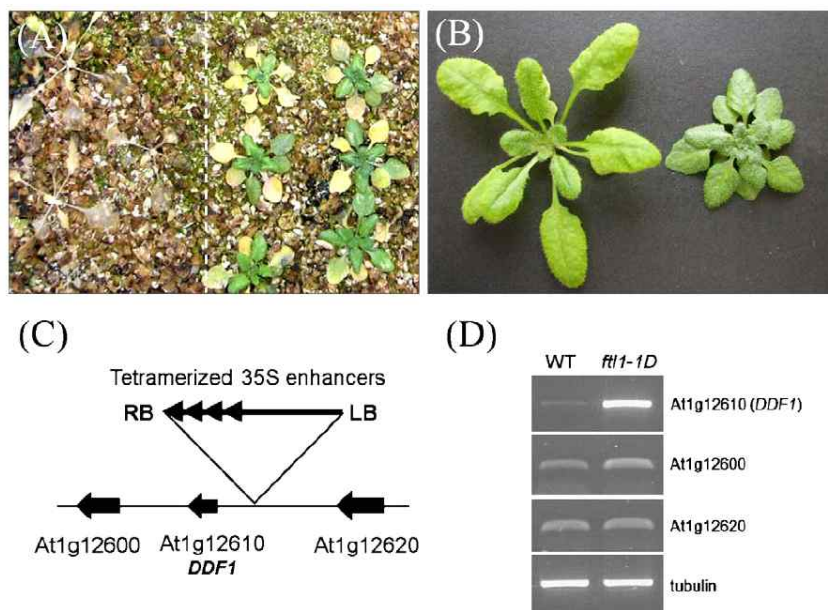 (A)
(B)
(C)
Tetramerized 35S enhancers
RB
LB
At1g12600
At1g12610
DDF1
At1g12620
(D)
WT
ftl1-1D
At1g12610 (DDF1)
At1g12600
At1g12620
tubulin